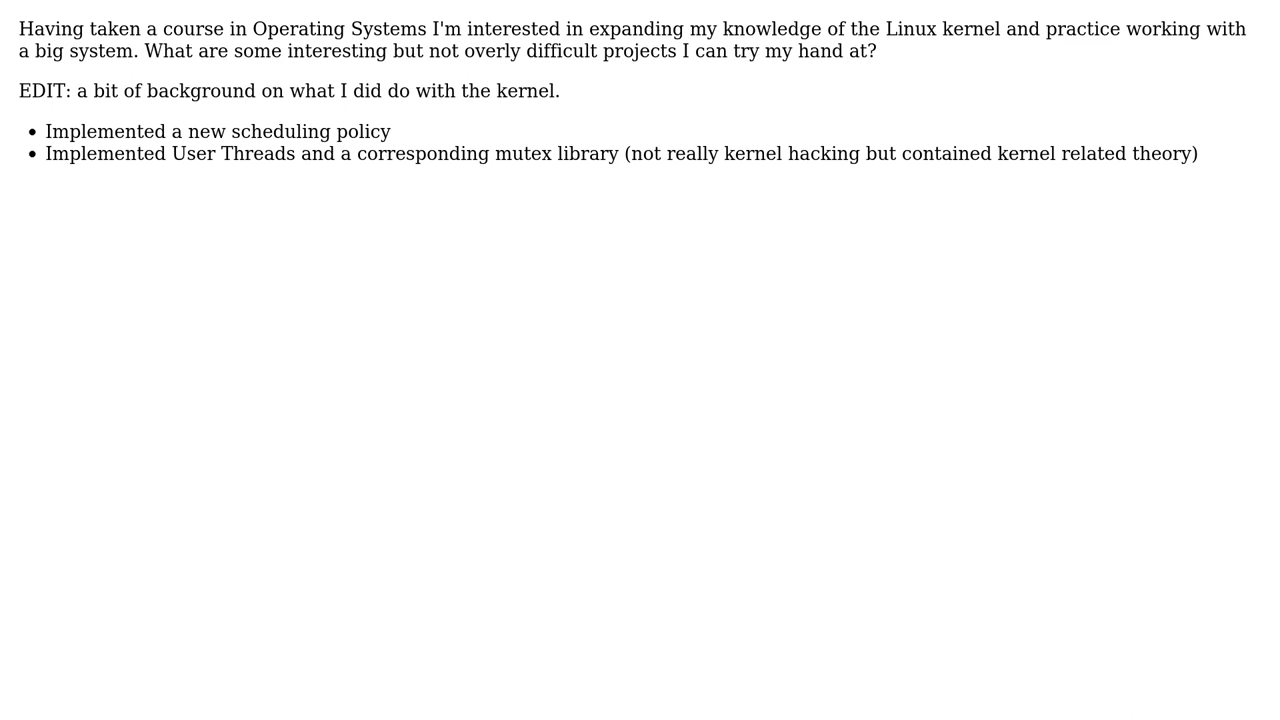 Having taken a course in Operating Systems I'm interested in expanding my knowledge of the Linux kernel and practice working with
a big system. What are some interesting but not overly difficult projects I can try my hand at?
EDIT: a bit of background on what I did do with the kernel.
• Implemented a new scheduling policy
• Implemented User Threads and a corresponding mutex library (not really kernel hacking but contained kernel related theory)